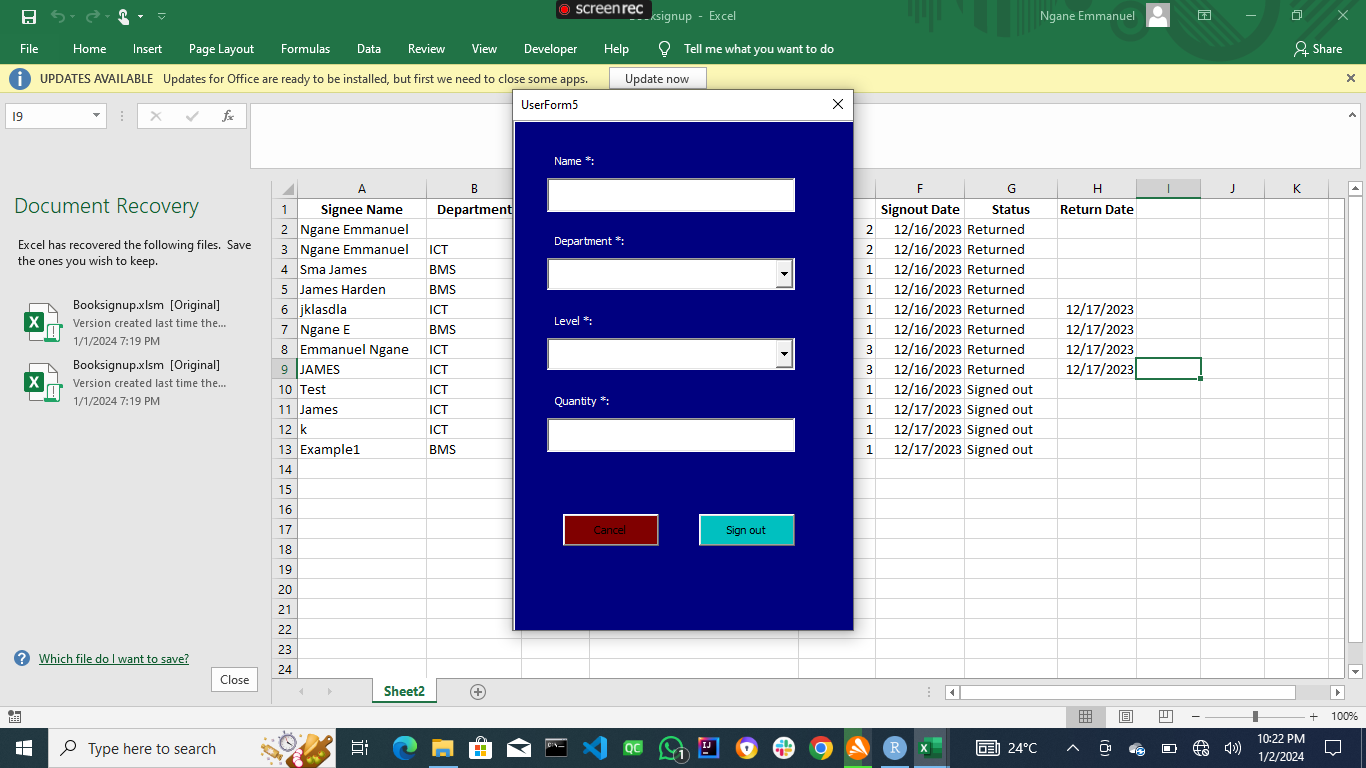 screenrec
Booksignup - Excel
Ngane Emmanuel
File Home Insert Page Layout Formulas Data Review View Developer Help Tell me what you want to do Share
UPDATES AVAILABLE Updates for Office are ready to be installed, but first we need to close some apps. Update now
I9 fx
Document Recovery
Excel has recovered the following files. Save
the ones you wish to keep.
Booksignup.xlsm [Original]
Version created last time the...
1/1/2024 7:19 PM
Booksignup.xlsm [Original]
Version created last time the...
1/1/2024 7:19 PM
Which file do I want to save?
Close
UserForm5
Name *:
Department *:
Level *:
Quantity *:
Cancel Sign out
A B F G H I J K
1 Signee Name Department Signout Date Status Return Date
2 Ngane Emmanuel 2 12/16/2023 Returned
3 Ngane Emmanuel ICT 2 12/16/2023 Returned
4 Sma James BMS 1 12/16/2023 Returned
5 James Harden BMS 1 12/16/2023 Returned
6 jklasdla ICT 1 12/16/2023 Returned 12/17/2023
7 Ngane E BMS 1 12/16/2023 Returned 12/17/2023
8 Emmanuel Ngane ICT 3 12/16/2023 Returned 12/17/2023
9 JAMES ICT 3 12/16/2023 Returned 12/17/2023
10 Test ICT 1 12/16/2023 Signed out
11 James ICT 1 12/17/2023 Signed out
12 k ICT 1 12/17/2023 Signed out
13 Example1 BMS 1 12/17/2023 Signed out
14
15
16
17
18
19
20
21
22
23
24
Sheet2
100%
Type here to search
QC
1
IJ
R
24°C
10:22 PM
1/2/2024